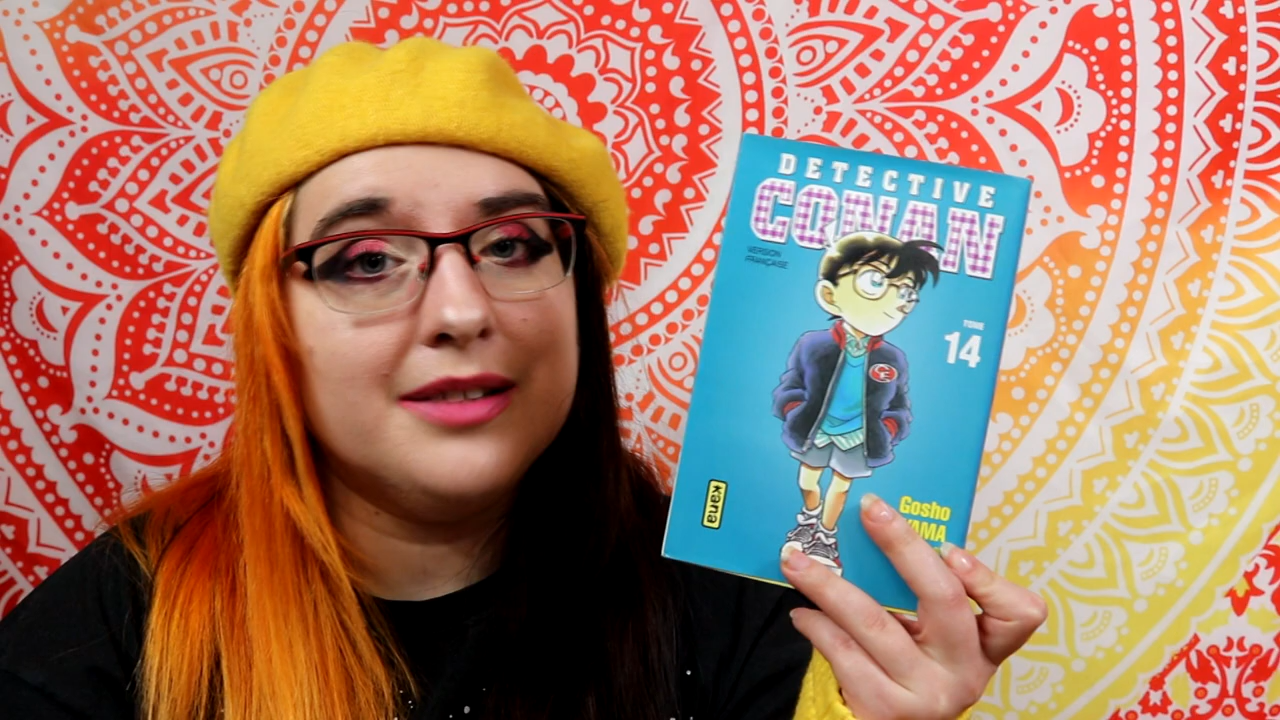 DETECTIVE
CONAN
VERSION
FRANÇAISE
TOME
14
kana
Gosho